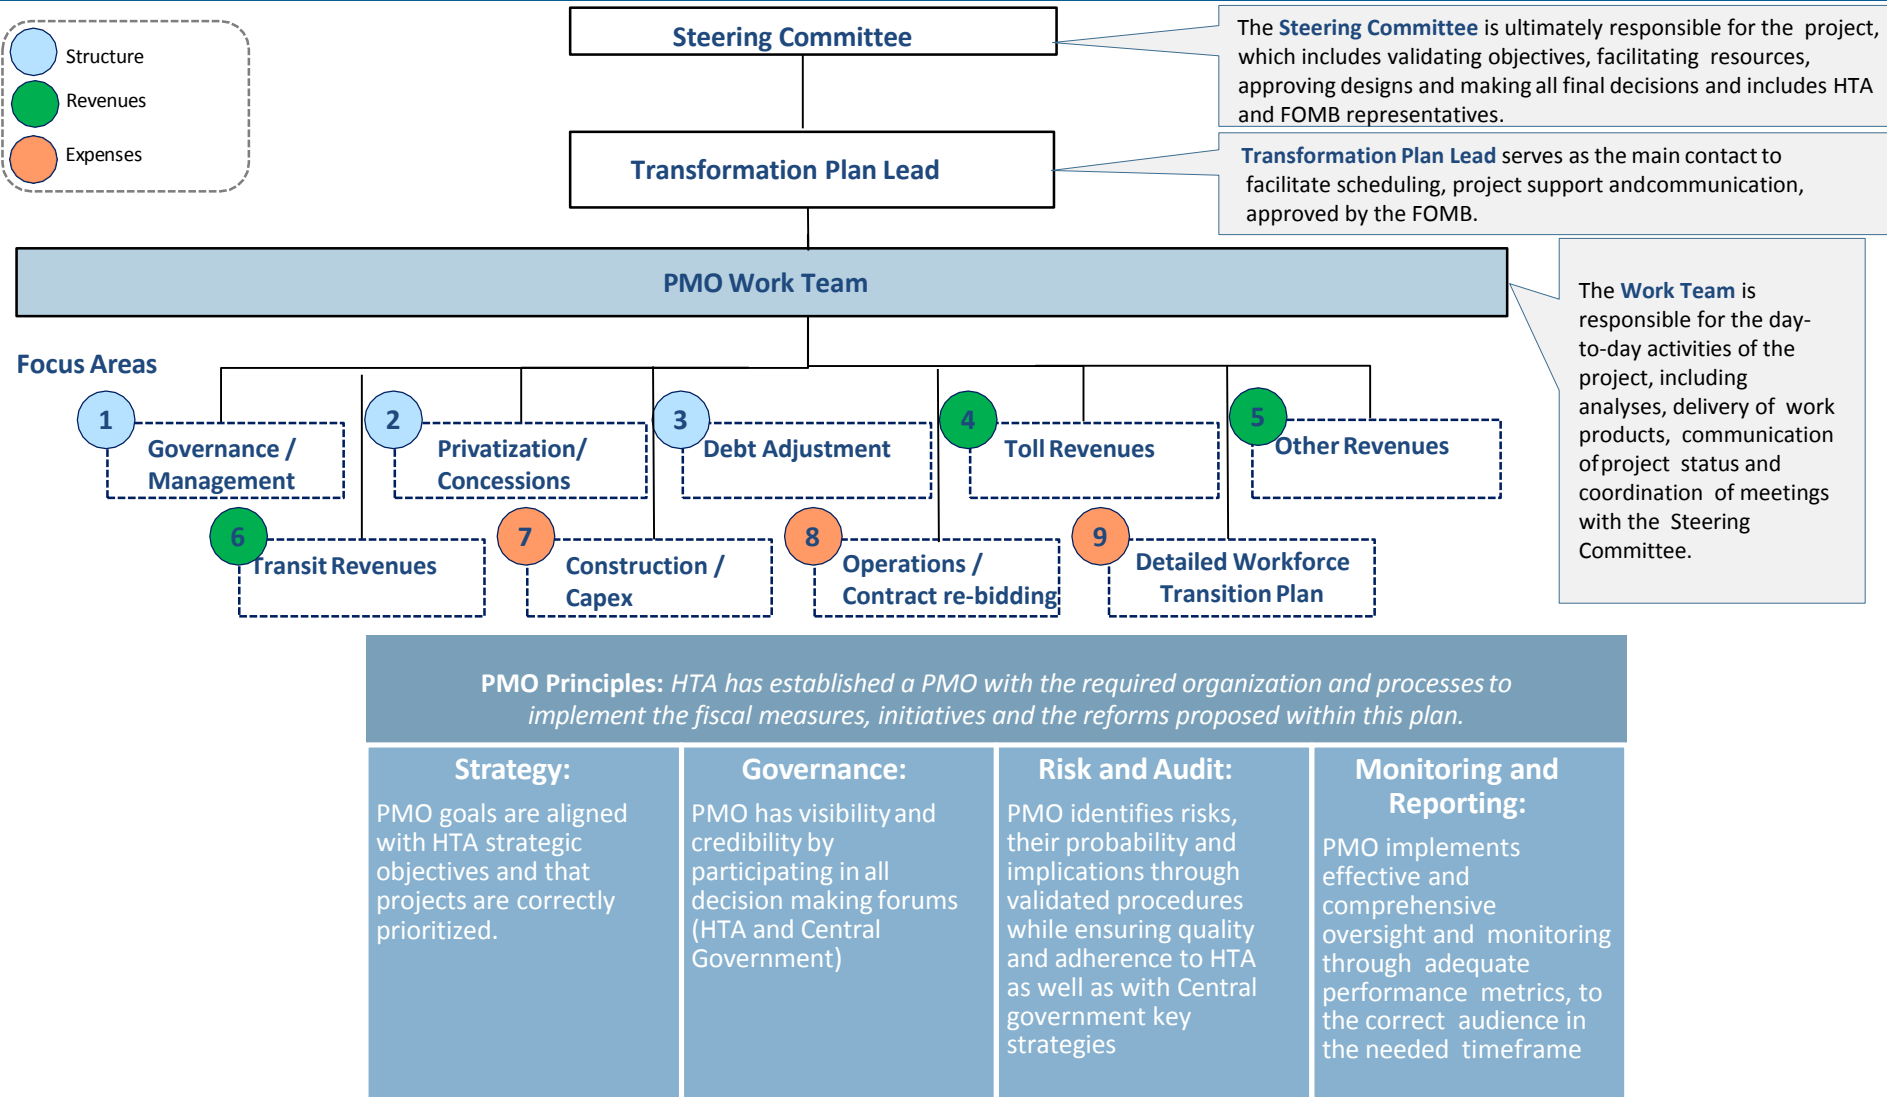 Structure
Revenues
Expenses
Steering Committee
The Steering Committee is ultimately responsible for the project,
which includes validating objectives, facilitating resources,
approving designs and making all final decisions and includes HTA
and FOMB representatives.
Transformation Plan Lead
Transformation Plan Lead serves as the main contact to
facilitate scheduling, project support andcommunication,
approved by the FOMB.
PMO Work Team
The Work Team is
responsible for the day-
to-day activities of the
project, including
analyses, delivery of work
products, communication
ofproject status and
coordination of meetings
with the Steering
Committee.
Focus Areas
1
Governance /
Management
2
Privatization/
Concessions
3
Debt Adjustment
4
Toll Revenues
5
Other Revenues
6
Transit Revenues
7
Construction /
Capex
8
Operations /
Contract re-bidding
9
Detailed Workforce
Transition Plan
PMO Principles: HTA has established a PMO with the required organization and processes to
implement the fiscal measures, initiatives and the reforms proposed within this plan.
Strategy:
PMO goals are aligned
with HTA strategic
objectives and that
projects are correctly
prioritized.
Governance:
PMO has visibility and
credibility by
participating in all
decision making forums
(HTA and Central
Government)
Risk and Audit:
PMO identifies risks,
their probability and
implications through
validated procedures
while ensuring quality
and adherence to HTA
as well as with Central
government key
strategies
Monitoring and
Reporting:
PMO implements
effective and
comprehensive
oversight and monitoring
through adequate
performance metrics, to
the correct audience in
the needed timeframe